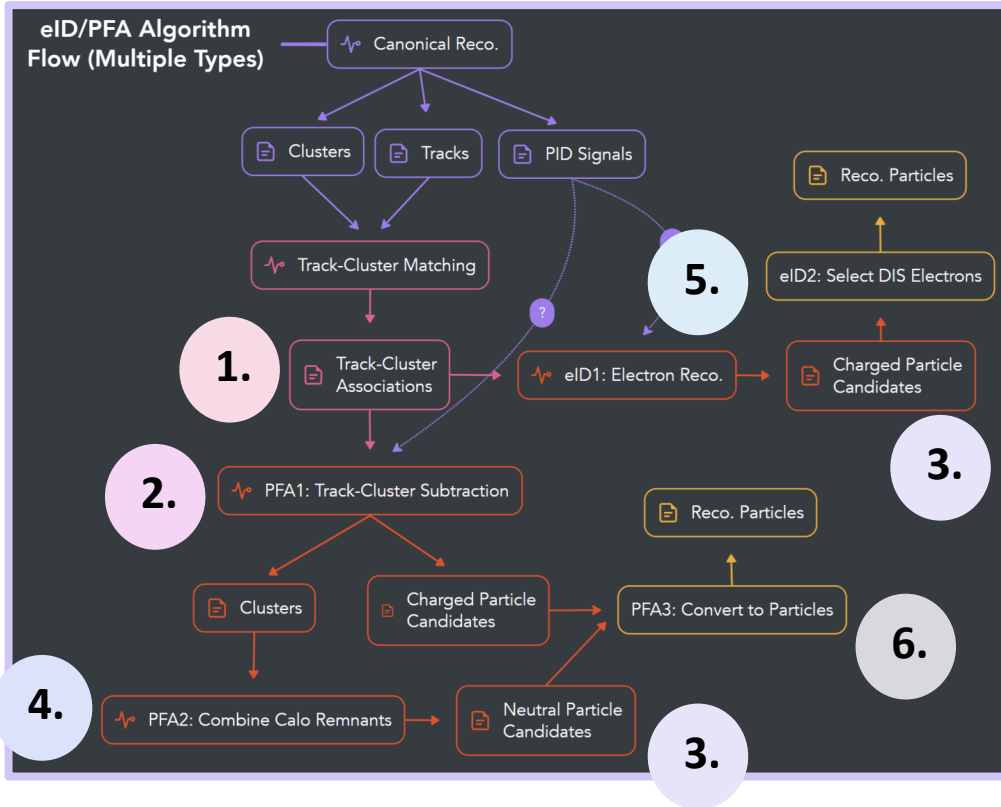 eID/PFA Algorithm
Flow (Multiple Types)
Canonical Reco.
Clusters
Tracks
PID Signals
Reco. Particles
Track-Cluster Matching
5.
eID2: Select DIS Electrons
?
1.
Track-Cluster
Associations
eID1: Electron Reco.
Charged Particle
Candidates
3.
2.
PFA1: Track-Cluster Subtraction
Reco. Particles
Clusters
Charged Particle
Candidates
PFA3: Convert to Particles
6.
4.
PFA2: Combine Calo Remnants
Neutral Particle
Candidates
3.